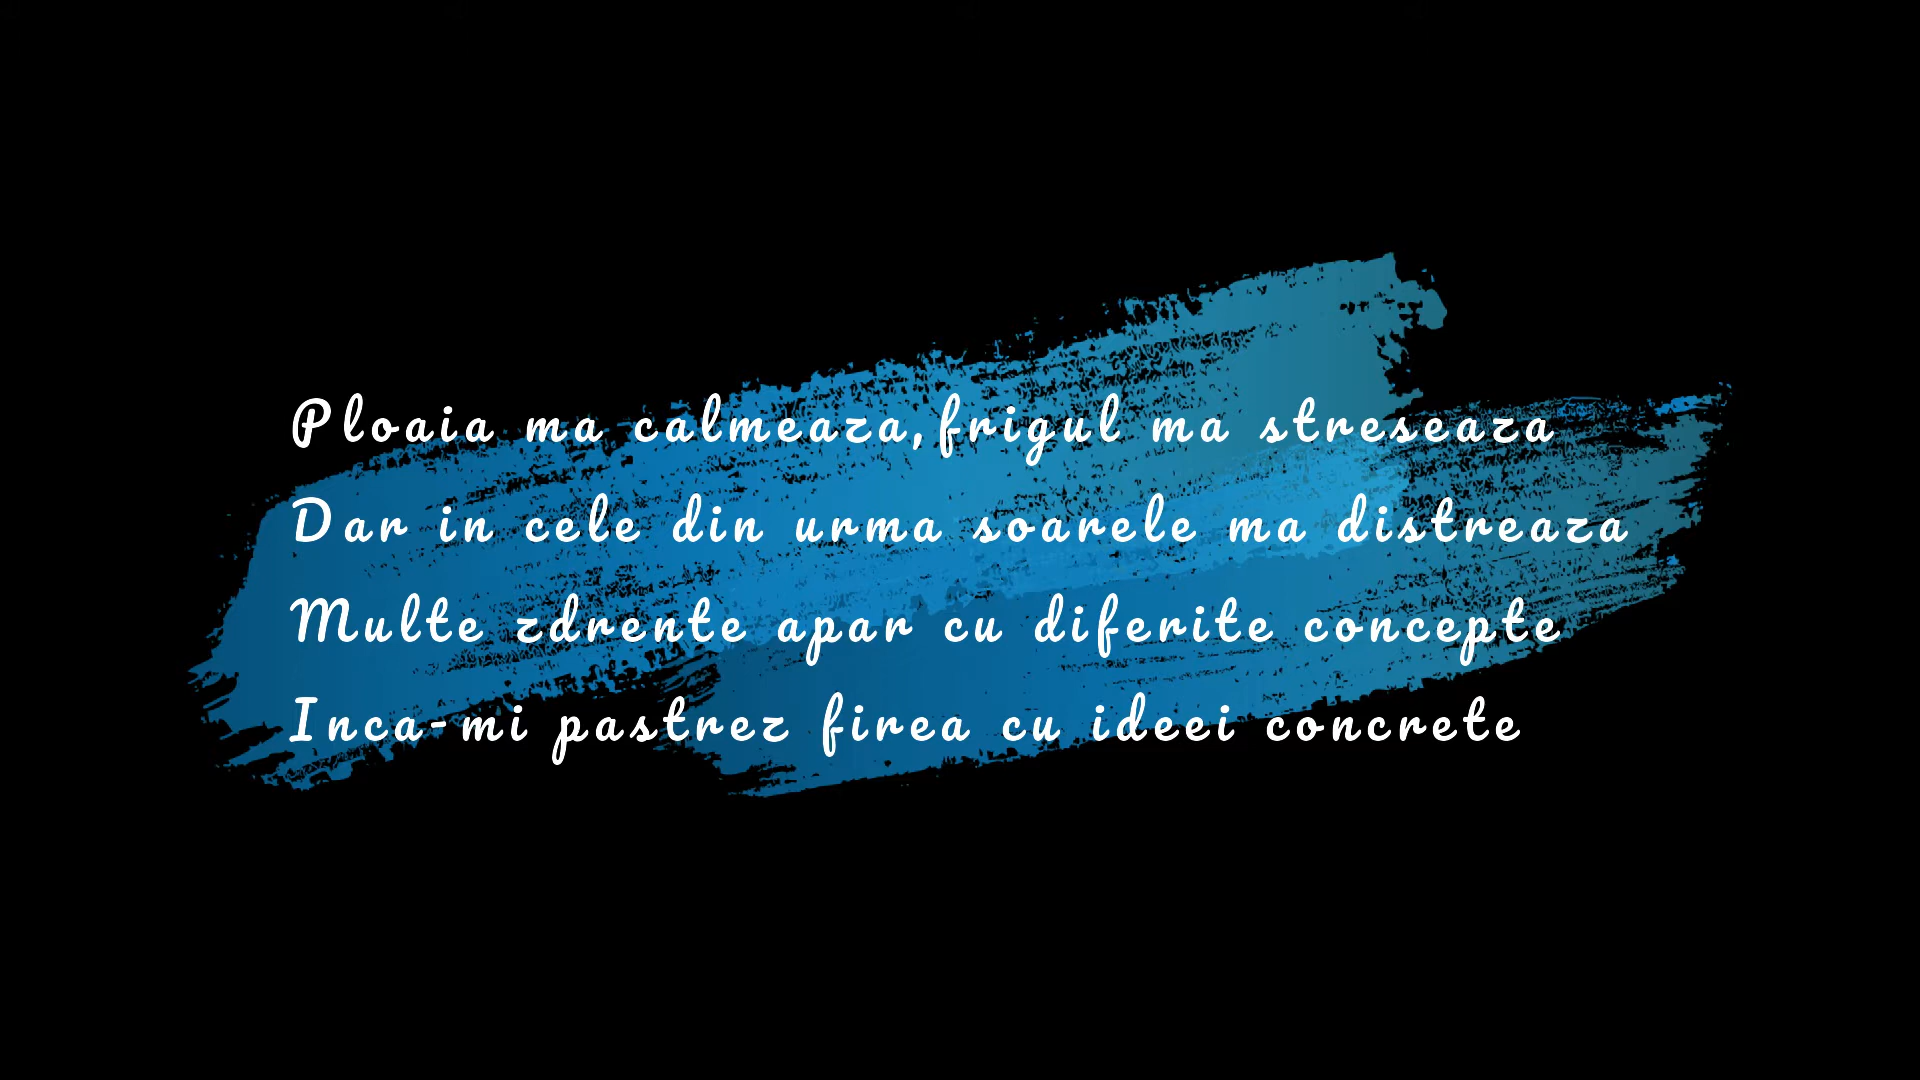 Ploaia ma calmeaza,frigul ma streseaza
Dar in cele din urma soarele ma distreaza
Multe zdrente apar cu diferite concepte
Inca-mi pastrez firea cu ideei concrete